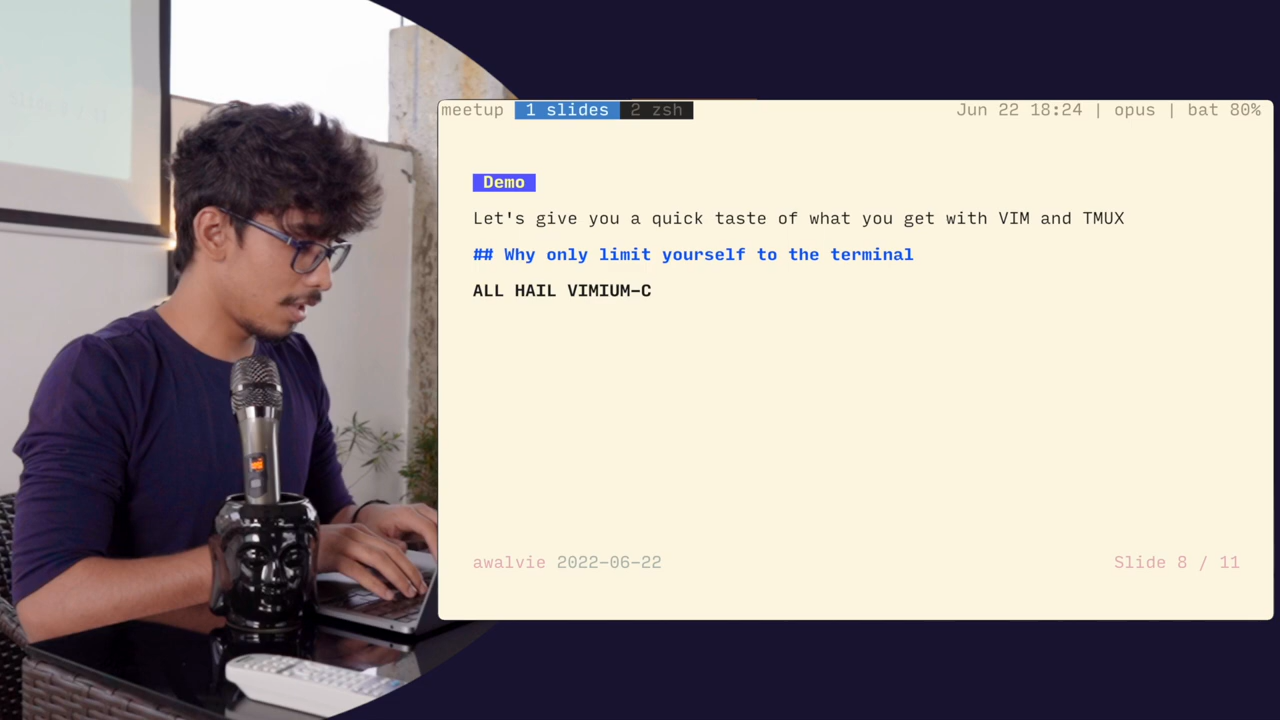 meetup 1 slides 2 zsh Jun 22 18:24 | opus | bat 80%
Demo
Let's give you a quick taste of what you get with VIM and TMUX
## Why only limit yourself to the terminal
ALL HAIL VIMIUM-C
awalvie 2022-06-22 Slide 8 / 11